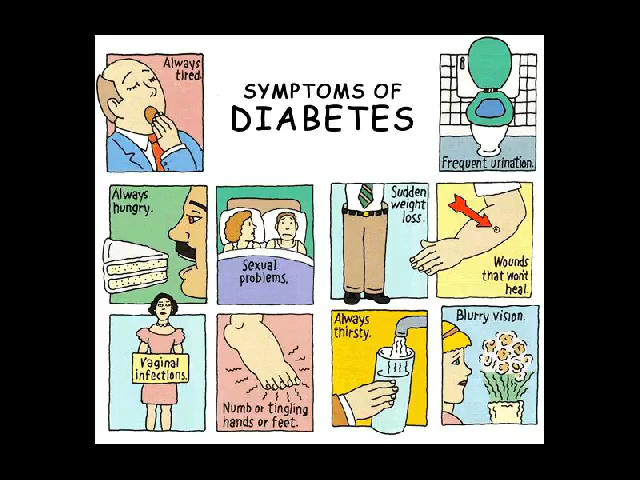 Always
tired.
SYMPTOMS OF
DIABETES
Frequent urination.
Always
hungry.
Sexual
problems.
Sudden
weight
loss.
Wounds
that won't
heal.
Vaginal
infections.
Numb or tingling
hands or feet.
Always
thirsty.
Blurry vision.